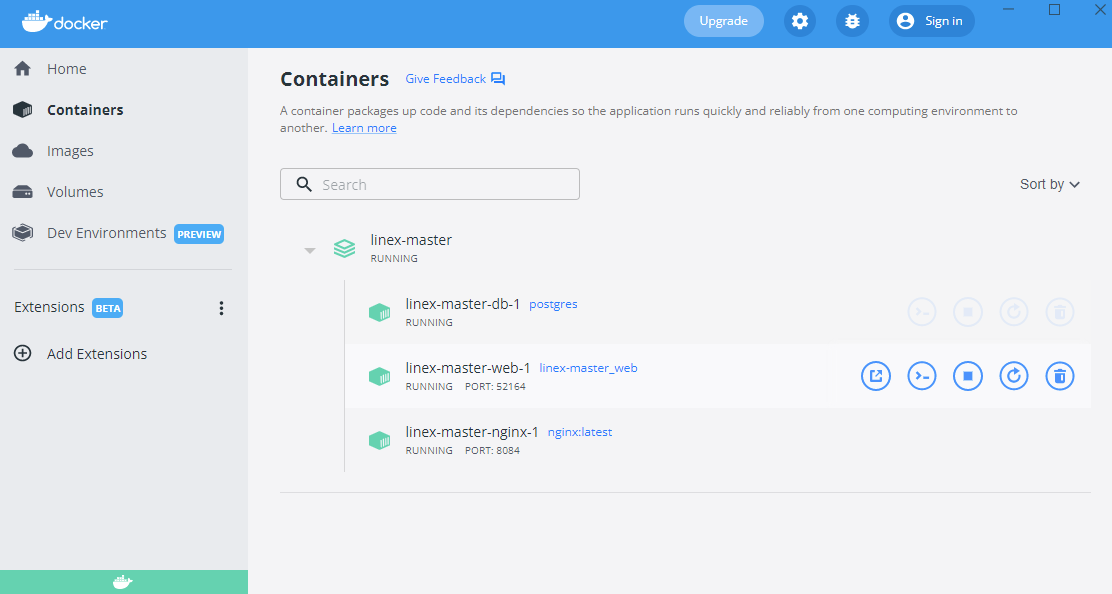 docker
Upgrade
Sign in
Home
Containers
Images
Volumes
Dev Environments PREVIEW
Extensions BETA
Add Extensions
Containers Give Feedback
A container packages up code and its dependencies so the application runs quickly and reliably from one computing environment to
another. Learn more
Search
Sort by
linex-master
RUNNING
linex-master-db-1 postgres
RUNNING
linex-master-web-1 linex-master_web
RUNNING PORT: 52164
linex-master-nginx-1 nginx:latest
RUNNING PORT: 8084